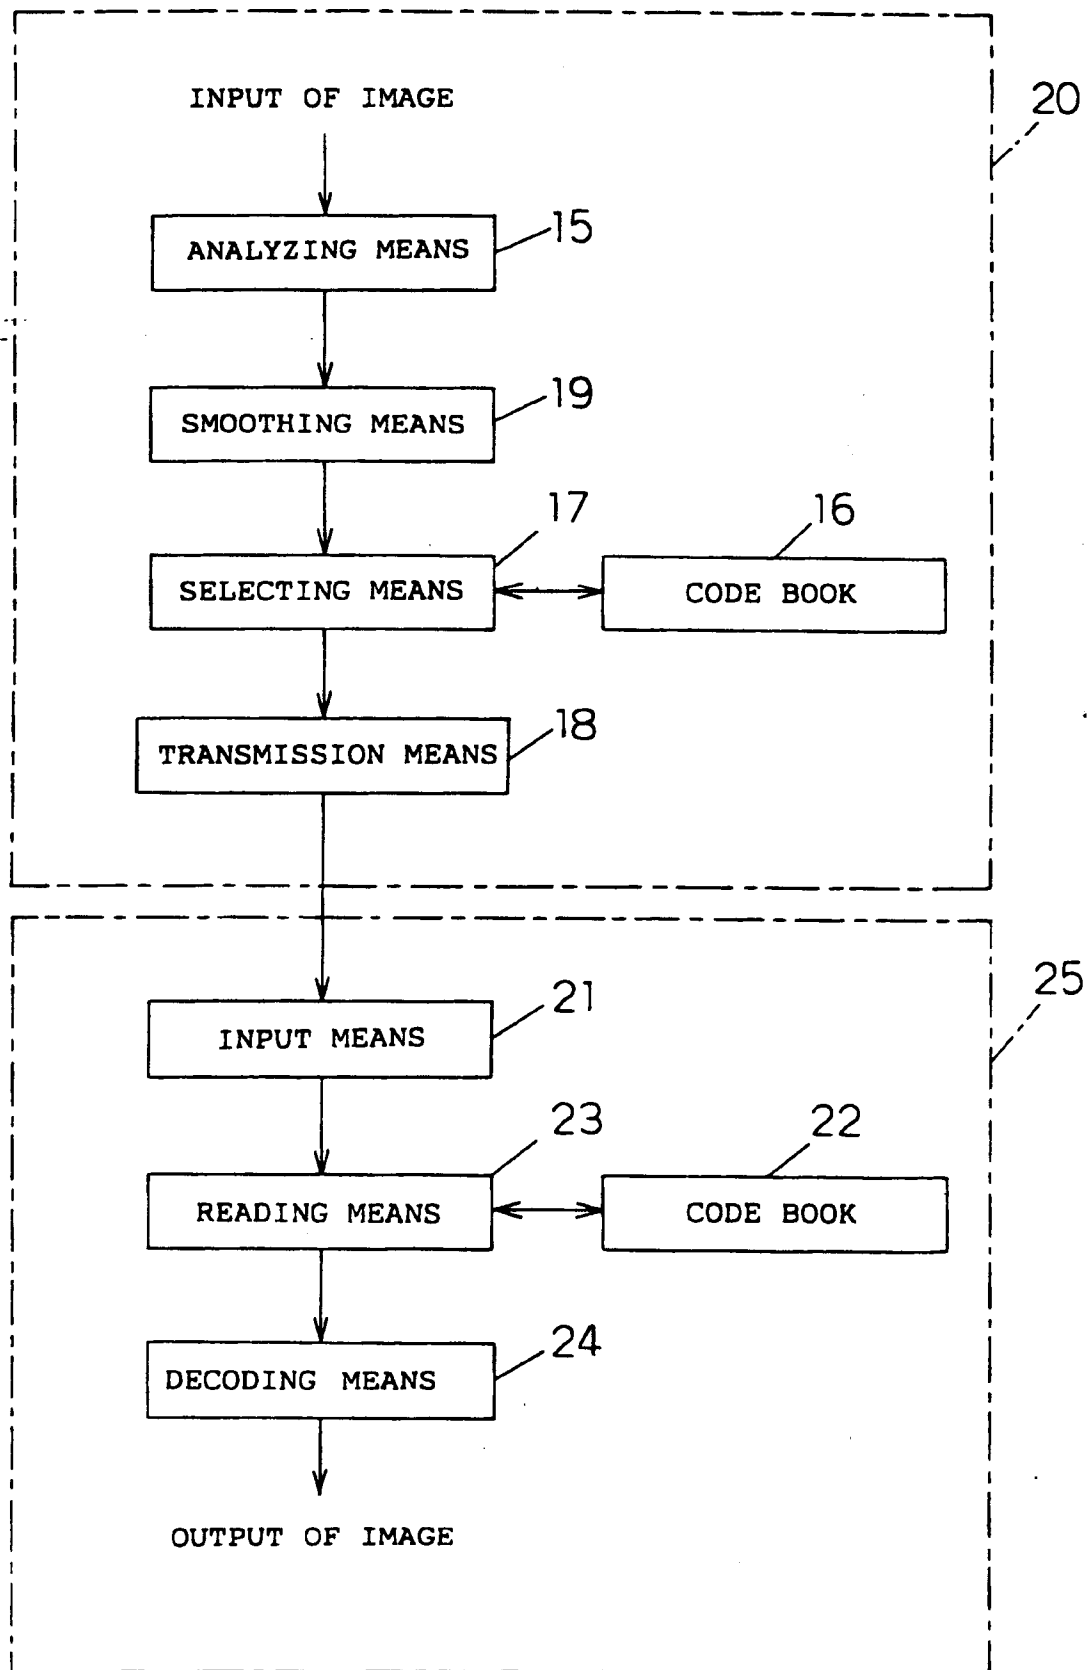 INPUT OF IMAGE
20
ANALYZING MEANS
15
SMOOTHING MEANS
19
SELECTING MEANS
17
CODE BOOK
16
TRANSMISSION MEANS
18
25
INPUT MEANS
21
READING MEANS
23
CODE BOOK
22
DECODING MEANS
24
OUTPUT OF IMAGE